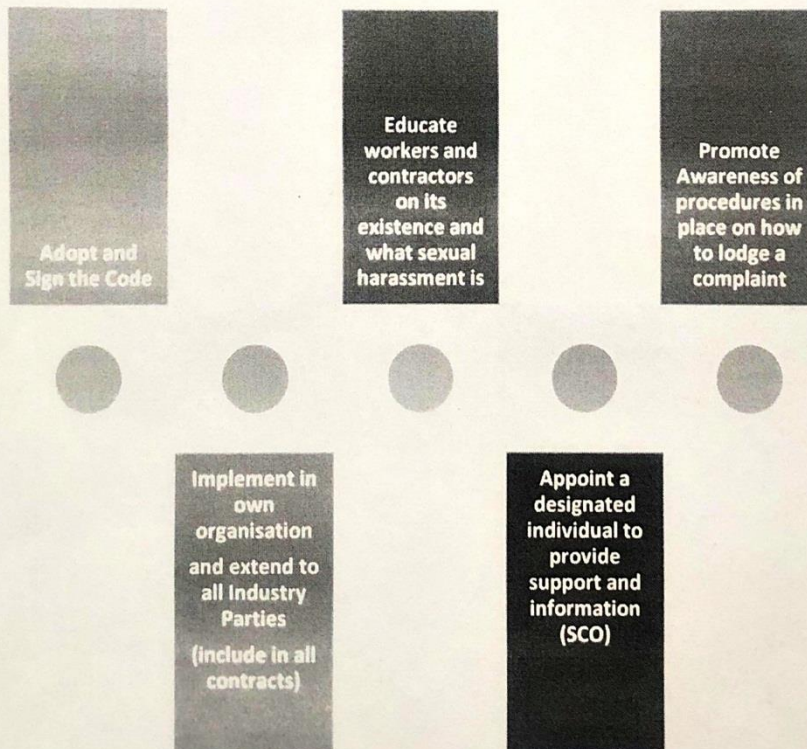 Adopt and
Sign the Code
Implement in
own
organisation
and extend to
all Industry
Parties
(include in all
contracts)
Educate
workers and
contractors
on its
existence and
what sexual
harassment is
Appoint a
designated
individual to
provide
support and
information
(SCO)
Promote
Awareness of
procedures in
place on how
to lodge a
complaint